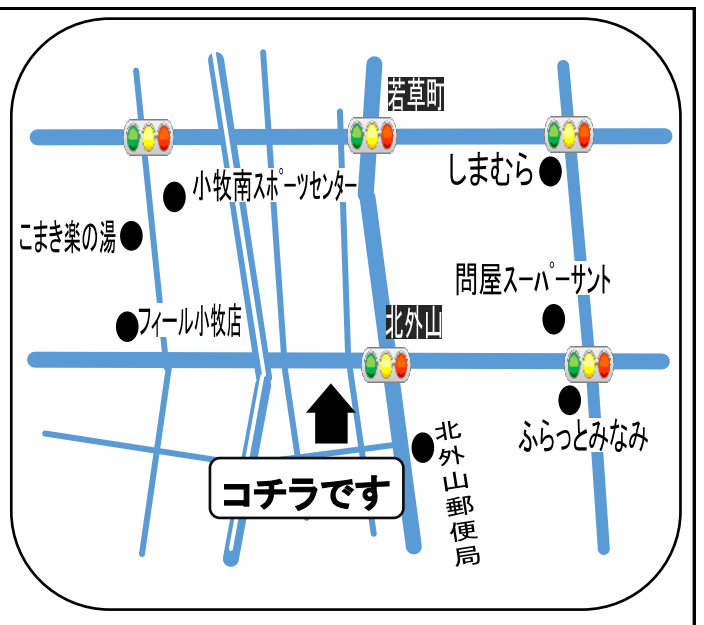 若草町
しまむら
小牧南スポーツセンター
こまき楽の湯
問屋スーパーサント
フィール小牧店
北外山
ふらっとみなみ
北外山郵便局
コチラです